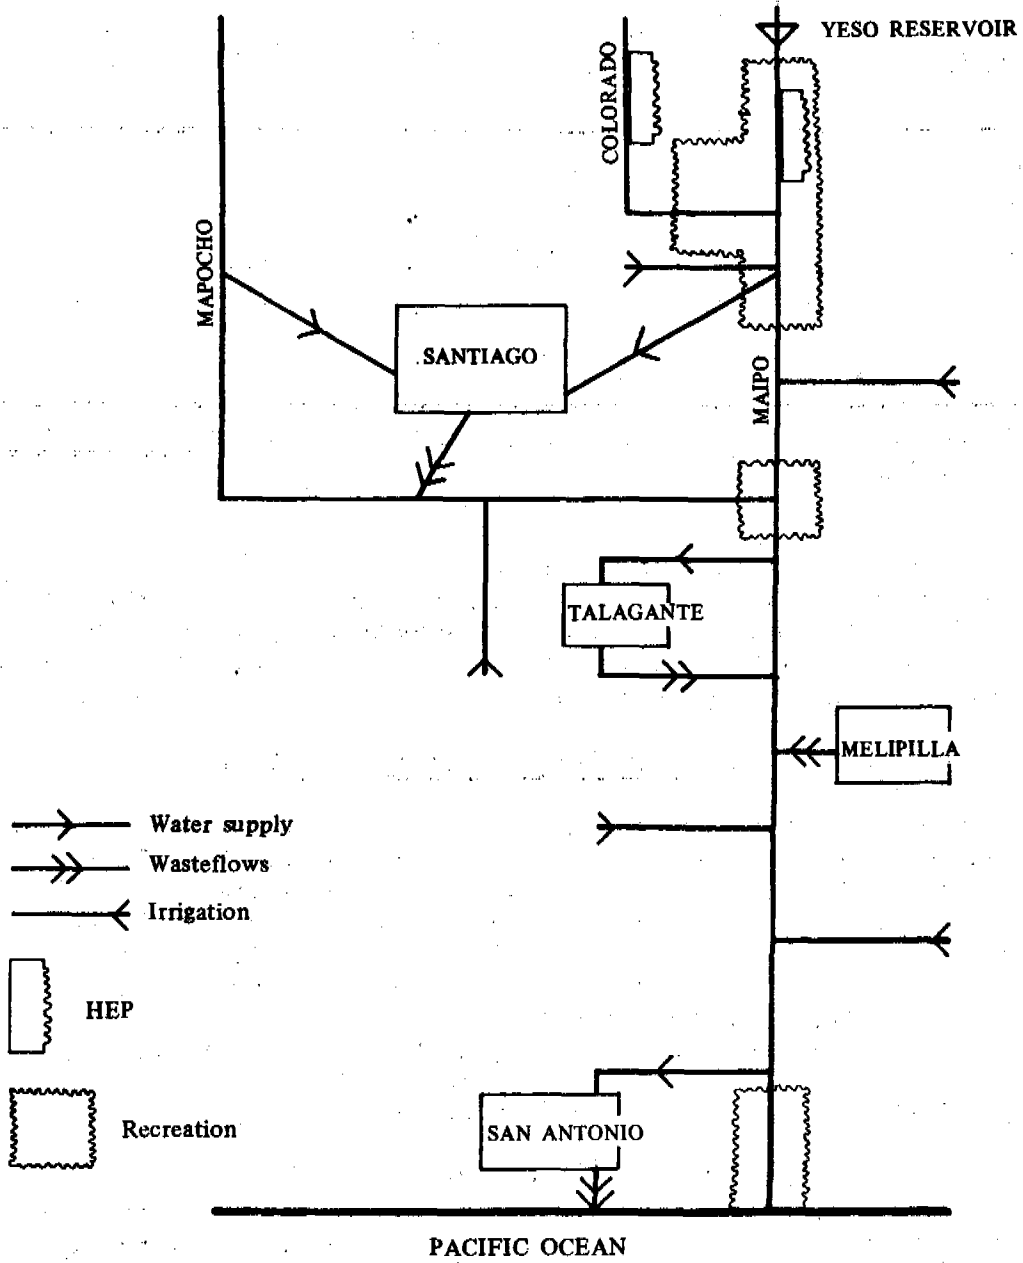 YESO RESERVOIR
COLORADO
MAPOCHO
SANTIAGO
MAIPO
TALAGANTE
MELIPILLA
Water supply
Wasteflows
Irrigation
HEP
Recreation
SAN ANTONIO
PACIFIC OCEAN